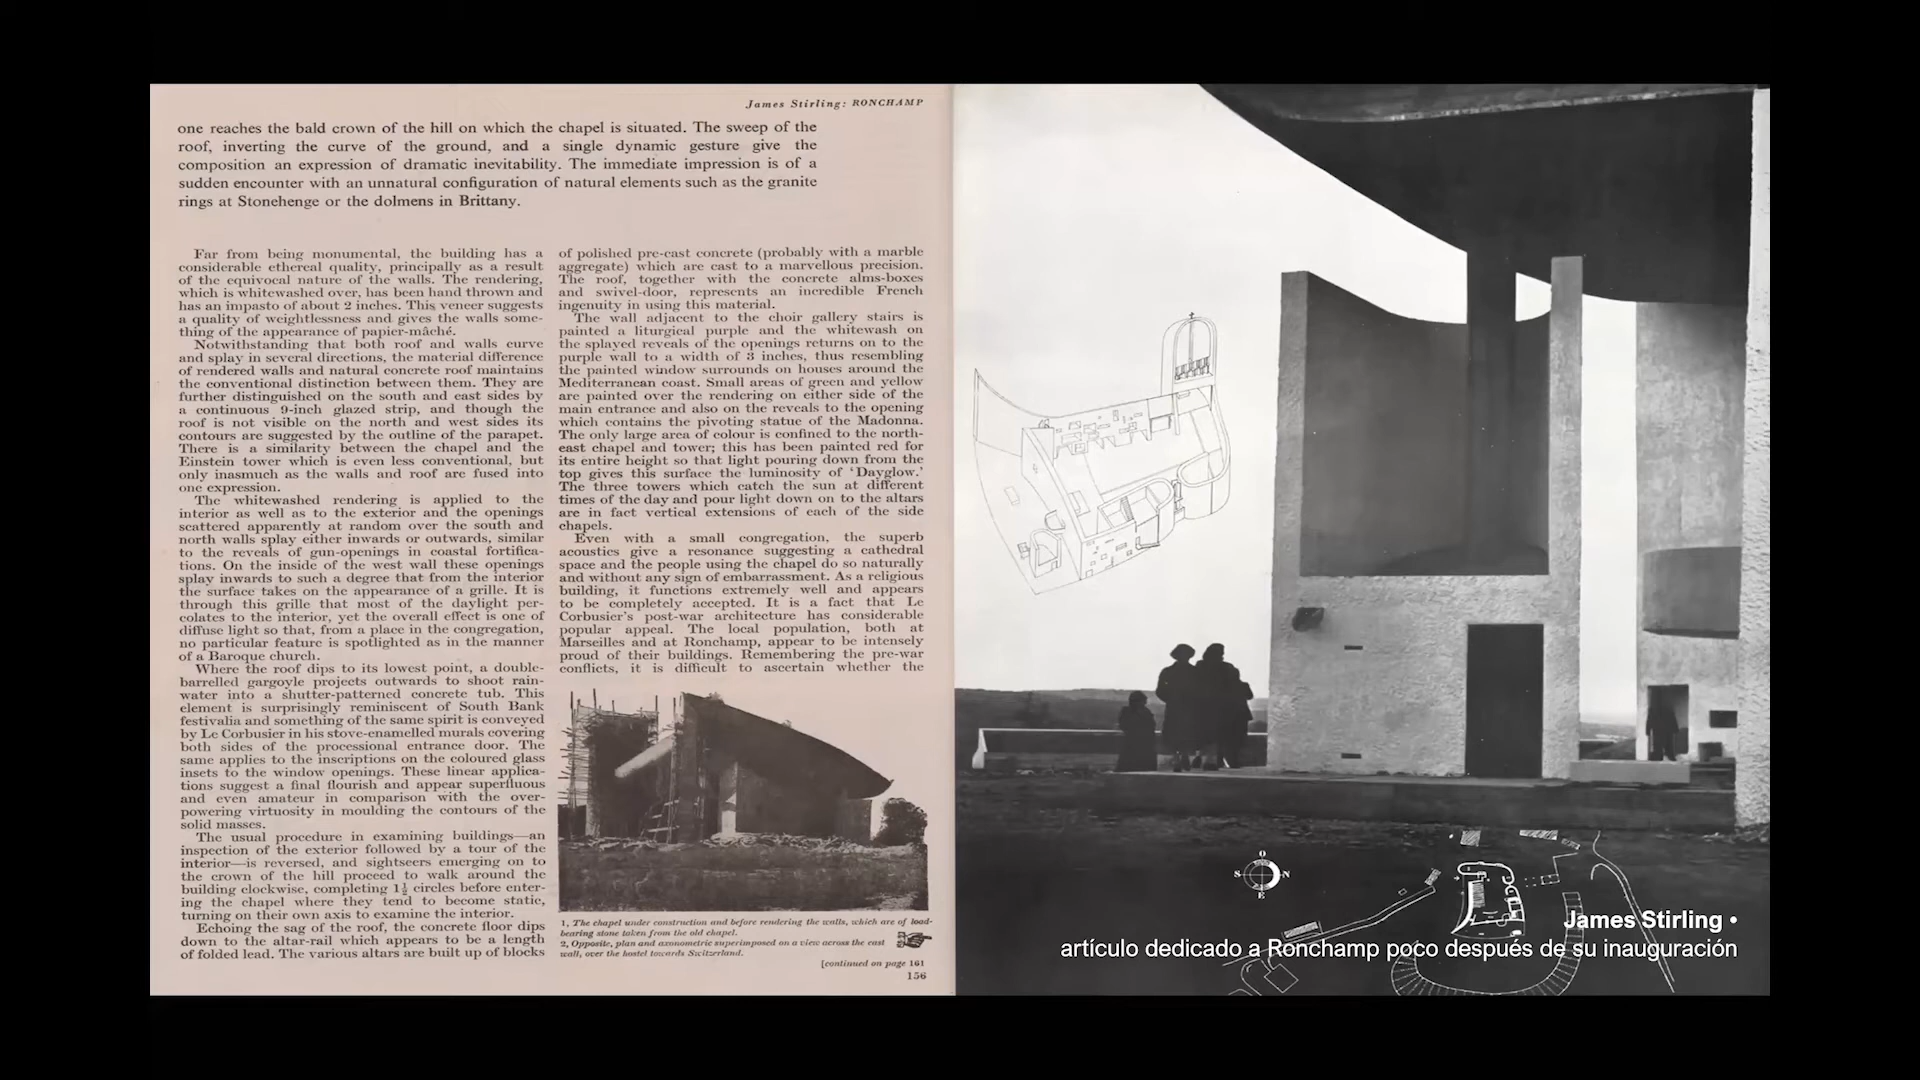 James Stirling: RONCHAMP
one reaches the bald crown of the hill on which the chapel is situated. The sweep of the
roof, inverting the curve of the ground, and a single dynamic gesture give the
composition an expression of dramatic inevitability. The immediate impression is of a
sudden encounter with an unnatural configuration of natural elements such as the granite
rings at Stonehenge or the dolmens in Brittany.
Far from being monumental, the building has a
considerable ethereal quality, principally as a result
of the equivocal nature of the walls. The rendering,
which is whitewashed over, has been hand thrown and
has an impasto of about 2 inches. This veneer suggests
a quality of weightlessness and gives the walls some-
thing of the appearance of papier-mâché.
Notwithstanding that both roof and walls curve
and splay in several directions, the material difference
of rendered walls and natural concrete roof maintains
the conventional distinction between them. They are
further distinguished on the south and east sides by
a continuous 9-inch glazed strip, and though the
roof is not visible on the north and west sides its
contours are suggested by the outline of the parapet.
There is a similarity between the chapel and the
Einstein tower which is even less conventional, but
only inasmuch as the walls and roof are fused into
one expression.
The whitewashed rendering is applied to the
interior as well as to the exterior and the openings
scattered apparently at random over the south and
north walls splay either inwards or outwards, similar
to the reveals of gun-openings in coastal fortifica-
tions. On the inside of the west wall these openings
splay inwards to such a degree that from the interior
the surface takes on the appearance of a grille. It is
through this grille that most of the daylight per-
colates to the interior, yet the overall effect is one of
diffuse light so that, from a place in the congregation,
no particular feature is spotlighted as in the manner
of a Baroque church.
Where the roof dips to its lowest point, a double-
barrelled gargoyle projects outwards to shoot rain-
water into a shutter-patterned concrete tub. This
element is surprisingly reminiscent of South Bank
festivalia and something of the same spirit is conveyed
by Le Corbusier in his stove-enamelled murals covering
both sides of the processional entrance door. The
same applies to the inscriptions on the coloured glass
insets to the window openings. These linear applica-
tions suggest a final flourish and appear superfluous
and even amateur in comparison with the over-
powering virtuosity in moulding the contours of the
solid masses.
The usual procedure in examining buildings—an
inspection of the exterior followed by a tour of the
interior—is reversed, and sightseers emerging on to
the crown of the hill proceed to walk around the
building clockwise, completing 1½ circles before enter-
ing the chapel where they tend to become static,
turning on their own axis to examine the interior.
Echoing the sag of the roof, the concrete floor dips
down to the altar-rail which appears to be a length
of folded lead. The various altars are built up of blocks
of polished pre-cast concrete (probably with a marble
aggregate) which are cast to a marvellous precision.
The roof, together with the concrete alms-boxes
and swivel-door, represents an incredible French
ingenuity in using this material.
The wall adjacent to the choir gallery stairs is
painted a liturgical purple and the whitewash on
the splayed reveals of the openings returns on to the
purple wall to a width of 3 inches, thus resembling
the painted window surrounds on houses around the
Mediterranean coast. Small areas of green and yellow
are painted over the rendering on either side of the
main entrance and also on the reveals to the opening
which contains the pivoting statue of the Madonna.
The only large area of colour is confined to the north-
east chapel and tower; this has been painted red for
its entire height so that light pouring down from the
top gives this surface the luminosity of ‘Dayglow.’
The three towers which catch the sun at different
times of the day and pour light down on to the altars
are in fact vertical extensions of each of the side
chapels.
Even with a small congregation, the superb
acoustics give a resonance suggesting a cathedral
space and the people using the chapel do so naturally
and without any sign of embarrassment. As a religious
building, it functions extremely well and appears
to be completely accepted. It is a fact that Le
Corbusier's post-war architecture has considerable
popular appeal. The local population, both at
Marseilles and at Ronchamp, appear to be intensely
proud of their buildings. Remembering the pre-war
conflicts, it is difficult to ascertain whether the
1, The chapel under construction and before rendering the walls, which are of load-
bearing stone taken from the old chapel.
2, Opposite, plan and axonometric superimposed on a view across the east
wall, over the hostel towards Switzerland.
[continued on page 161
156
O
S N
E
James Stirling •
artículo dedicado a Ronchamp poco después de su inauguración